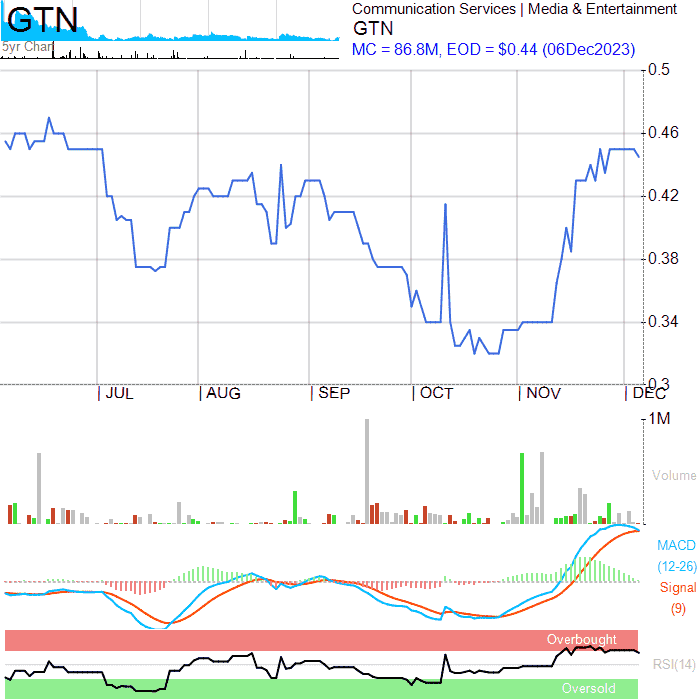 GTN
5yr Chart
Communication Services | Media & Entertainment
GTN
MC = 86.8M, EOD = $0.44 (06Dec2023)
0.5
0.46
0.42
0.38
0.34
0.3
JUL AUG SEP OCT NOV DEC
1M
Volume
MACD
(12-26)
Signal
(9)
Overbought
RSI(14)
Oversold